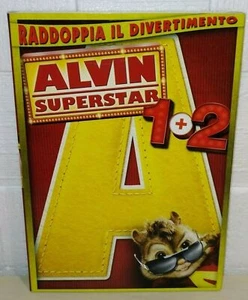 RADDOPPIA IL DIVERTIMENTO
ALVIN
SUPERSTAR
1+2
A